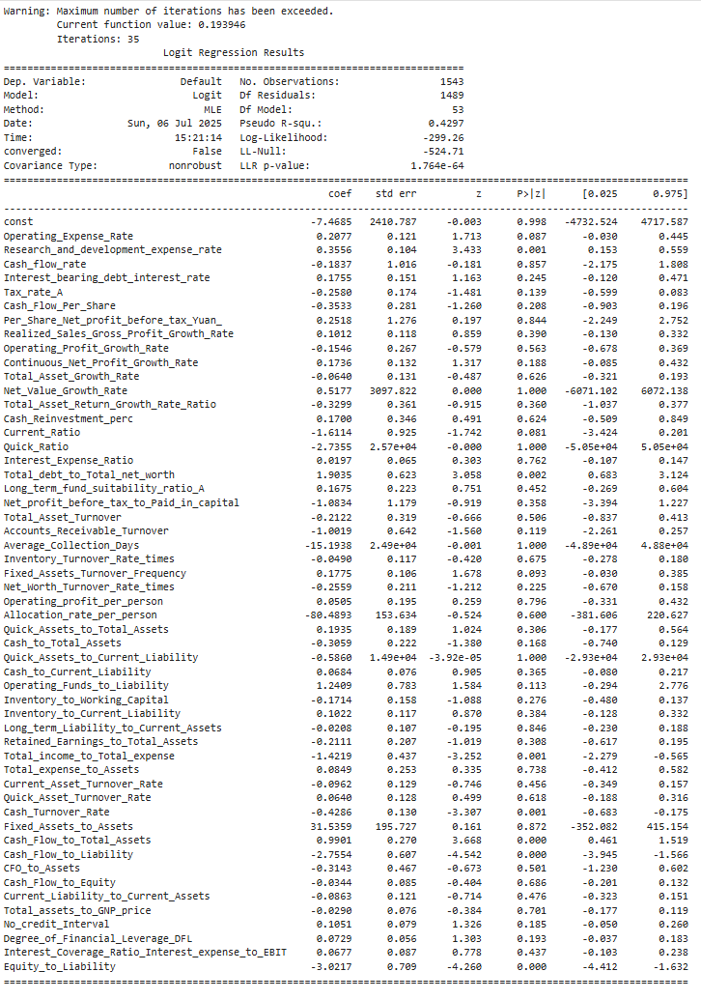 Warning: Maximum number of iterations has been exceeded.
         Current function value: 0.193946
         Iterations: 35
                           Logit Regression Results
==============================================================================
Dep. Variable:                Default   No. Observations:                 1543
Model:                          Logit   Df Residuals:                     1489
Method:                           MLE   Df Model:                           53
Date:                Sun, 06 Jul 2025   Pseudo R-squ.:                  0.4297
Time:                        15:21:14   Log-Likelihood:                -299.26
converged:                      False   LL-Null:                       -524.71
Covariance Type:            nonrobust   LLR p-value:                 1.764e-64
==============================================================================
coef    std err          z      P>|z|      [0.025      0.975]
------------------------------------------------------------------------------
const -7.4685 2410.787 -0.003 0.998 -4732.524 4717.587
Operating_Expense_Rate 0.2077 0.121 1.713 0.087 -0.030 0.445
Research_and_development_expense_rate 0.3556 0.104 3.433 0.001 0.153 0.559
Cash_flow_rate -0.1837 1.016 -0.181 0.857 -2.175 1.808
Interest_bearing_debt_interest_rate 0.1755 0.151 1.163 0.245 -0.120 0.471
Tax_rate_A -0.2580 0.174 -1.481 0.139 -0.599 0.083
Cash_Flow_Per_Share -0.3533 0.281 -1.260 0.208 -0.903 0.196
Per_Share_Net_profit_before_tax_Yuan_ 0.2518 1.276 0.197 0.844 -2.249 2.752
Realized_Sales_Gross_Profit_Growth_Rate 0.1012 0.118 0.859 0.390 -0.130 0.332
Operating_Profit_Growth_Rate -0.1546 0.267 -0.579 0.563 -0.678 0.369
Continuous_Net_Profit_Growth_Rate 0.1736 0.132 1.317 0.188 -0.085 0.432
Total_Asset_Growth_Rate -0.0640 0.131 -0.487 0.626 -0.321 0.193
Net_Value_Growth_Rate 0.5177 3097.822 0.000 1.000 -6071.102 6072.138
Total_Asset_Return_Growth_Rate_Ratio -0.3299 0.361 -0.915 0.360 -1.037 0.377
Cash_Reinvestment_perc 0.1700 0.346 0.491 0.624 -0.509 0.849
Current_Ratio -1.6114 0.925 -1.742 0.081 -3.424 0.201
Quick_Ratio -2.7355 2.57e+04 -0.000 1.000 -5.05e+04 5.05e+04
Interest_Expense_Ratio 0.0197 0.065 0.303 0.762 -0.107 0.147
Total_debt_to_Total_net_worth 1.9035 0.623 3.058 0.002 0.683 3.124
Long_term_fund_suitability_ratio_A 0.1675 0.223 0.751 0.452 -0.269 0.604
Net_profit_before_tax_to_Paid_in_capital -1.0834 1.179 -0.919 0.358 -3.394 1.227
Total_Asset_Turnover -0.2122 0.319 -0.666 0.506 -0.837 0.413
Accounts_Receivable_Turnover -1.0019 0.642 -1.560 0.119 -2.261 0.257
Average_Collection_Days -15.1938 2.49e+04 -0.001 1.000 -4.89e+04 4.88e+04
Inventory_Turnover_Rate_times -0.0490 0.117 -0.420 0.675 -0.278 0.180
Fixed_Assets_Turnover_Frequency 0.1775 0.106 1.678 0.093 -0.030 0.385
Net_Worth_Turnover_Rate_times -0.2559 0.211 -1.212 0.225 -0.670 0.158
Operating_profit_per_person 0.0505 0.195 0.259 0.796 -0.331 0.432
Allocation_rate_per_person -80.4893 153.634 -0.524 0.600 -381.606 220.627
Quick_Assets_to_Total_Assets 0.1935 0.189 1.024 0.306 -0.177 0.564
Cash_to_Total_Assets -0.3059 0.222 -1.380 0.168 -0.740 0.129
Quick_Assets_to_Current_Liability -0.5860 1.49e+04 -3.92e-05 1.000 -2.93e+04 2.93e+04
Cash_to_Current_Liability 0.0684 0.076 0.905 0.365 -0.080 0.217
Operating_Funds_to_Liability 1.2409 0.783 1.584 0.113 -0.294 2.776
Inventory_to_Working_Capital -0.1714 0.158 -1.088 0.276 -0.480 0.137
Inventory_to_Current_Liability 0.1022 0.117 0.870 0.384 -0.128 0.332
Long_term_Liability_to_Current_Assets -0.0208 0.107 -0.195 0.846 -0.230 0.188
Retained_Earnings_to_Total_Assets -0.2111 0.207 -1.019 0.308 -0.617 0.195
Total_income_to_Total_expense -1.4219 0.437 -3.252 0.001 -2.279 -0.565
Total_expense_to_Assets 0.0849 0.253 0.335 0.738 -0.412 0.582
Current_Asset_Turnover_Rate -0.0962 0.129 -0.746 0.456 -0.349 0.157
Quick_Asset_Turnover_Rate 0.0640 0.128 0.499 0.618 -0.188 0.316
Cash_Turnover_Rate -0.4286 0.130 -3.307 0.001 -0.683 -0.175
Fixed_Assets_to_Assets 31.5359 195.727 0.161 0.872 -352.082 415.154
Cash_Flow_to_Total_Assets 0.9901 0.270 3.668 0.000 0.461 1.519
Cash_Flow_to_Liability -2.7554 0.607 -4.542 0.000 -3.945 -1.566
CFO_to_Assets -0.3143 0.467 -0.673 0.501 -1.230 0.602
Cash_Flow_to_Equity -0.0344 0.085 -0.404 0.686 -0.201 0.132
Current_Liability_to_Current_Assets -0.0863 0.121 -0.714 0.476 -0.323 0.151
Total_assets_to_GNP_price -0.0290 0.076 -0.384 0.701 -0.177 0.119
No_credit_Interval 0.1051 0.079 1.326 0.185 -0.050 0.260
Degree_of_Financial_Leverage_DFL 0.0729 0.056 1.303 0.193 -0.037 0.183
Interest_Coverage_Ratio_Interest_expense_to_EBIT 0.0677 0.087 0.778 0.437 -0.103 0.238
Equity_to_Liability -3.0217 0.709 -4.260 0.000 -4.412 -1.632
==============================================================================